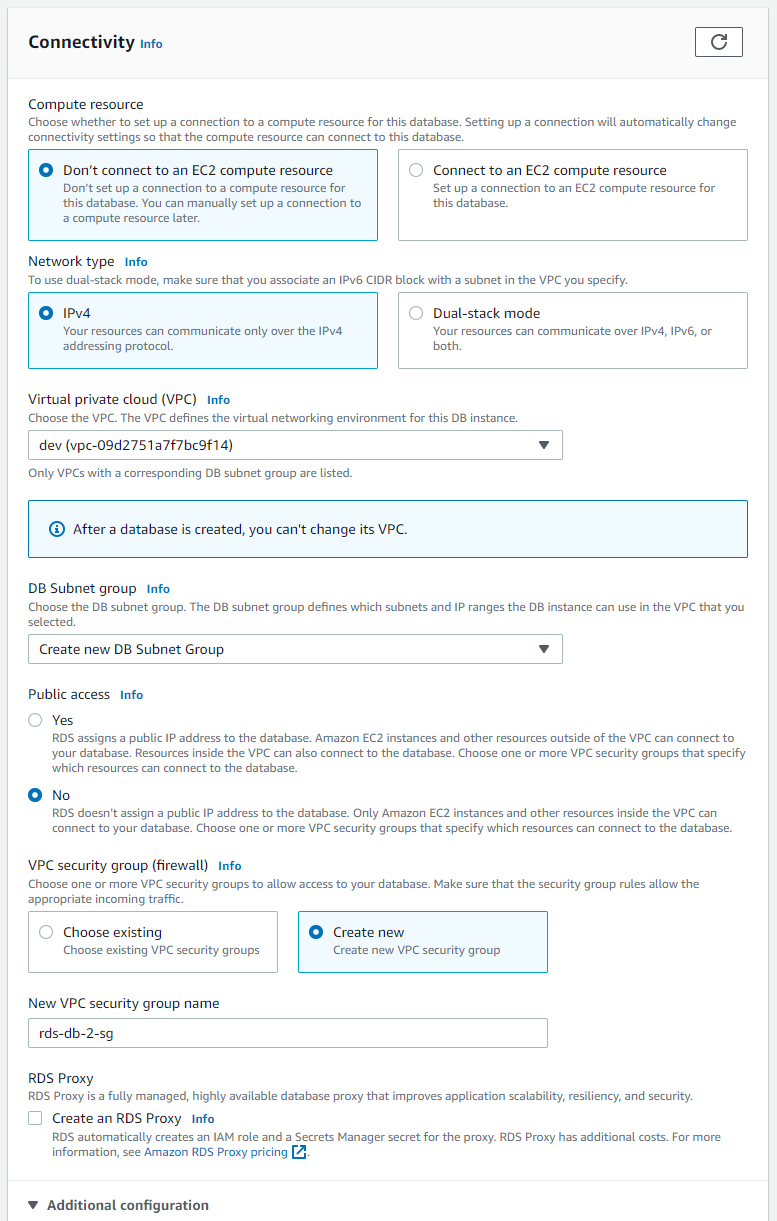 Connectivity Info
Compute resource
Choose whether to set up a connection to a compute resource for this database. Setting up a connection will automatically change
connectivity settings so that the compute resource can connect to this database.
Don't connect to an EC2 compute resource
Don't set up a connection to a compute resource for
this database. You can manually set up a connection to
a compute resource later.
Connect to an EC2 compute resource
Set up a connection to an EC2 compute resource for
this database.
Network type Info
To use dual-stack mode, make sure that you associate an IPv6 CIDR block with a subnet in the VPC you specify.
IPv4
Your resources can communicate only over the IPv4
addressing protocol.
Dual-stack mode
Your resources can communicate over IPv4, IPv6, or
both.
Virtual private cloud (VPC) Info
Choose the VPC. The VPC defines the virtual networking environment for this DB instance.
dev (vpc-09d2751a7f7bc9f14)
Only VPCs with a corresponding DB subnet group are listed.
After a database is created, you can't change its VPC.
DB Subnet group Info
Choose the DB subnet group. The DB subnet group defines which subnets and IP ranges the DB instance can use in the VPC that you
selected.
Create new DB Subnet Group
Public access Info
Yes
RDS assigns a public IP address to the database. Amazon EC2 instances and other resources outside of the VPC can connect to
your database. Resources inside the VPC can also connect to the database. Choose one or more VPC security groups that specify
which resources can connect to the database.
No
RDS doesn't assign a public IP address to the database. Only Amazon EC2 instances and other resources inside the VPC can
connect to your database. Choose one or more VPC security groups that specify which resources can connect to the database.
VPC security group (firewall) Info
Choose one or more VPC security groups to allow access to your database. Make sure that the security group rules allow the
appropriate incoming traffic.
Choose existing
Choose existing VPC security groups
Create new
Create new VPC security group
New VPC security group name
rds-db-2-sg
RDS Proxy
RDS Proxy is a fully managed, highly available database proxy that improves application scalability, resiliency, and security.
Create an RDS Proxy Info
RDS automatically creates an IAM role and a Secrets Manager secret for the proxy. RDS Proxy has additional costs. For more
information, see Amazon RDS Proxy pricing.
Additional configuration